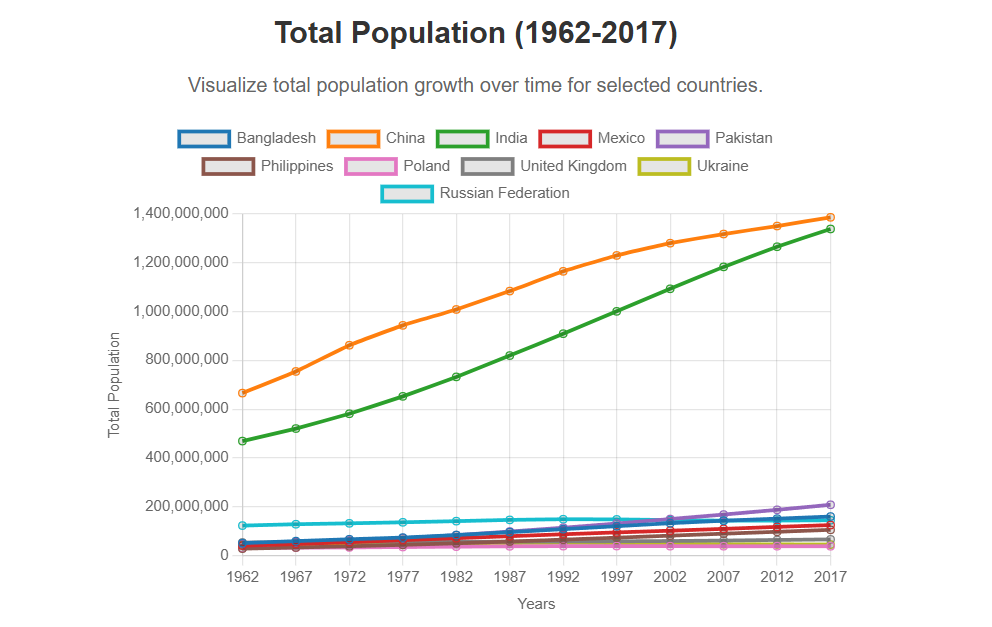 Total Population (1962-2017)
Visualize total population growth over time for selected countries.
Bangladesh China India Mexico Pakistan
Philippines Poland United Kingdom Ukraine
Russian Federation
1,400,000,000
1,200,000,000
1,000,000,000
800,000,000
600,000,000
400,000,000
200,000,000
0
Total Population
1962 1967 1972 1977 1982 1987 1992 1997 2002 2007 2012 2017
Years